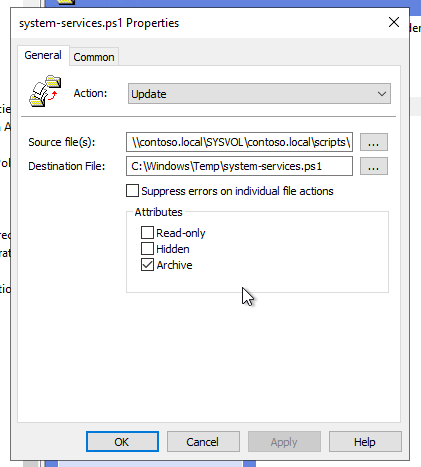 system-services.ps1 Properties
General Common
Action: Update
Source file(s): \\contoso.local\SYSVOL\contoso.local\scripts\ ...
Destination File: C:\Windows\Temp\system-services.ps1 ...
Suppress errors on individual file actions
Attributes
Read-only
Hidden
Archive
OK Cancel Apply Help